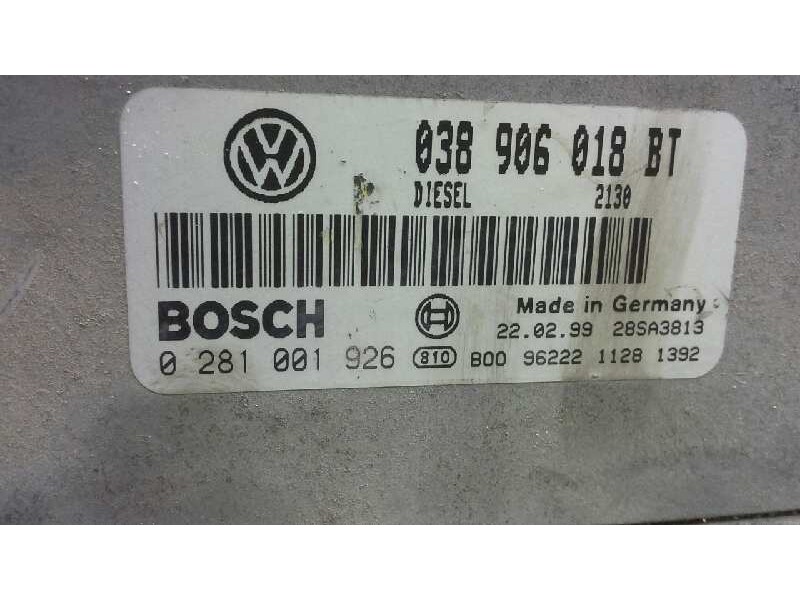 038 906 018 BT
DIESEL 2130
BOSCH
Made in Germany
22.02.99 28SA3813
0 281 001 926 810 B00 96222 1128 1392